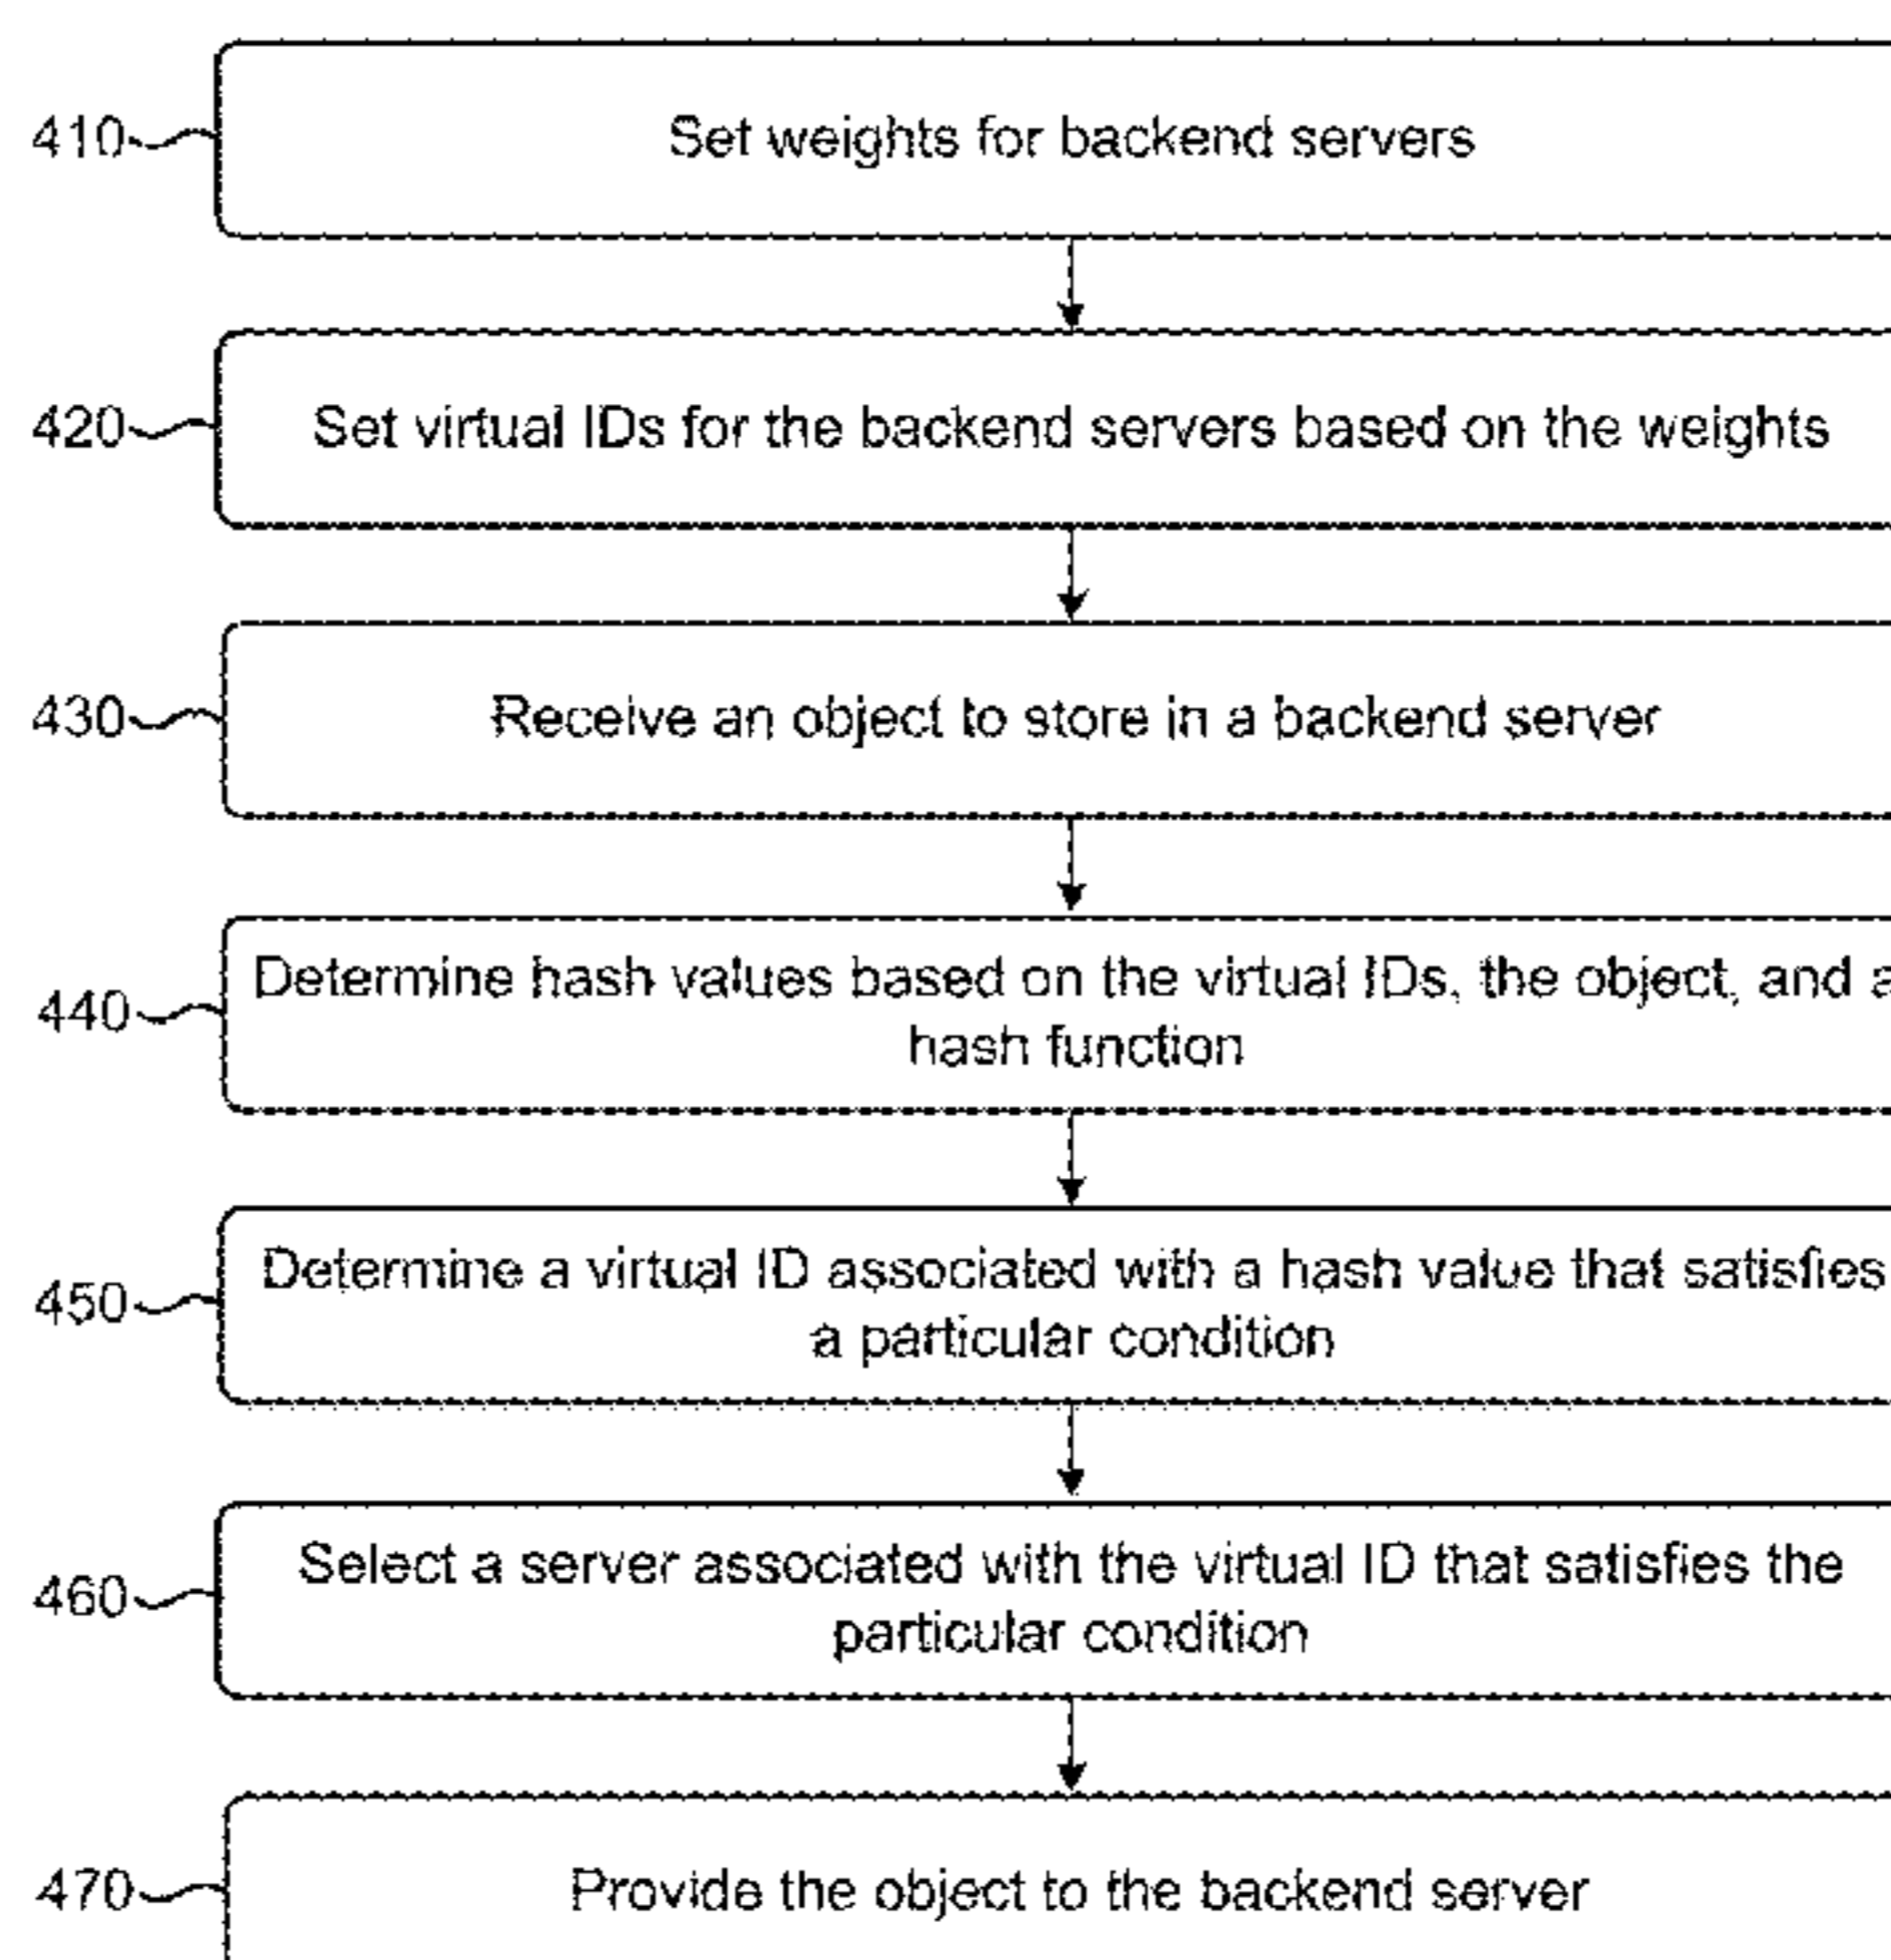 410 Set weights for backend servers
420 Set virtual IDs for the backend servers based on the weights
430 Receive an object to store in a backend server
Determine hash values based on the virtual IDs, the object, and a
440 hash function
Determine a virtual ID associated with a hash value that satisfies
450 a particular condition
Select a server associated with the virtual ID that satisfies the
460 particular condition
470 Provide the object to the backend server